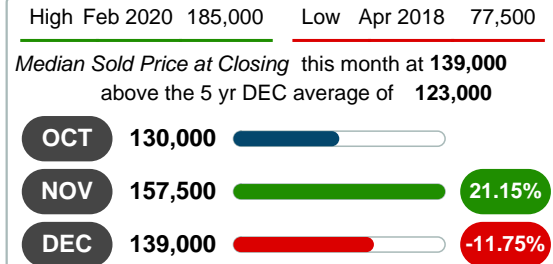 High Feb 2020 185,000 Low Apr 2018 77,500
Median Sold Price at Closing this month at 139,000
above the 5 yr DEC average of 123,000
OCT 130,000
NOV 157,500 21.15%
DEC 139,000 -11.75%